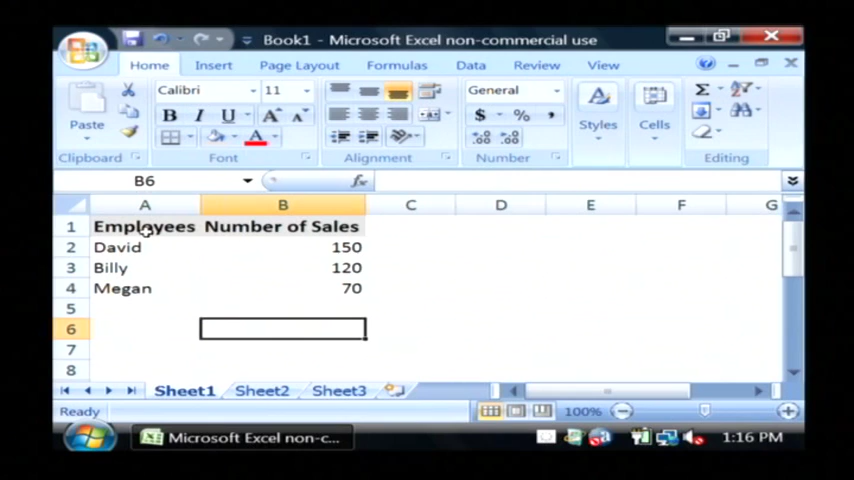 Book1 - Microsoft Excel non-commercial use
Home Insert Page Layout Formulas Data Review View
Calibri 11 General
B I U A A $ % , Σ
Paste A Styles Cells
Clipboard Font Alignment Number Editing
B6 fx
A B C D E F G
1 Employees Number of Sales
2 David 150
3 Billy 120
4 Megan 70
5
6
7
8
Sheet1 Sheet2 Sheet3
Ready 100%
Microsoft Excel non-c... 1:16 PM